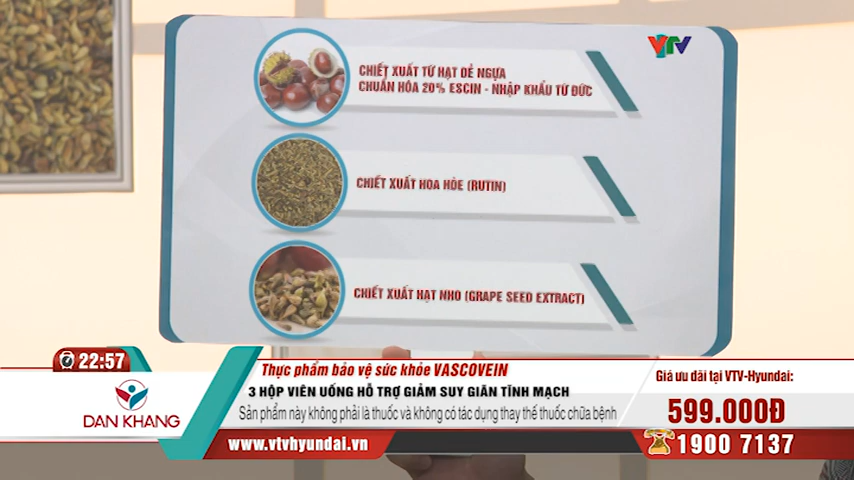 VTV
CHIẾT XUẤT TỪ HẠT DẺ NGỰA
CHUẨN HÓA 20% ESCIN - NHẬP KHẨU TỪ ĐỨC
CHIẾT XUẤT HOA HÒE (RUTIN)
CHIẾT XUẤT HẠT NHO (GRAPE SEED EXTRACT)
22:57
Thực phẩm bảo vệ sức khỏe VASCOVEIN
3 HỘP VIÊN UỐNG HỖ TRỢ GIẢM SUY GIÃN TĨNH MẠCH
Sản phẩm này không phải là thuốc và không có tác dụng thay thế thuốc chữa bệnh
DAN KHANG
www.vtvhyundai.vn
Giá ưu đãi tại VTV-Hyundai:
599.000Đ
1900 7137